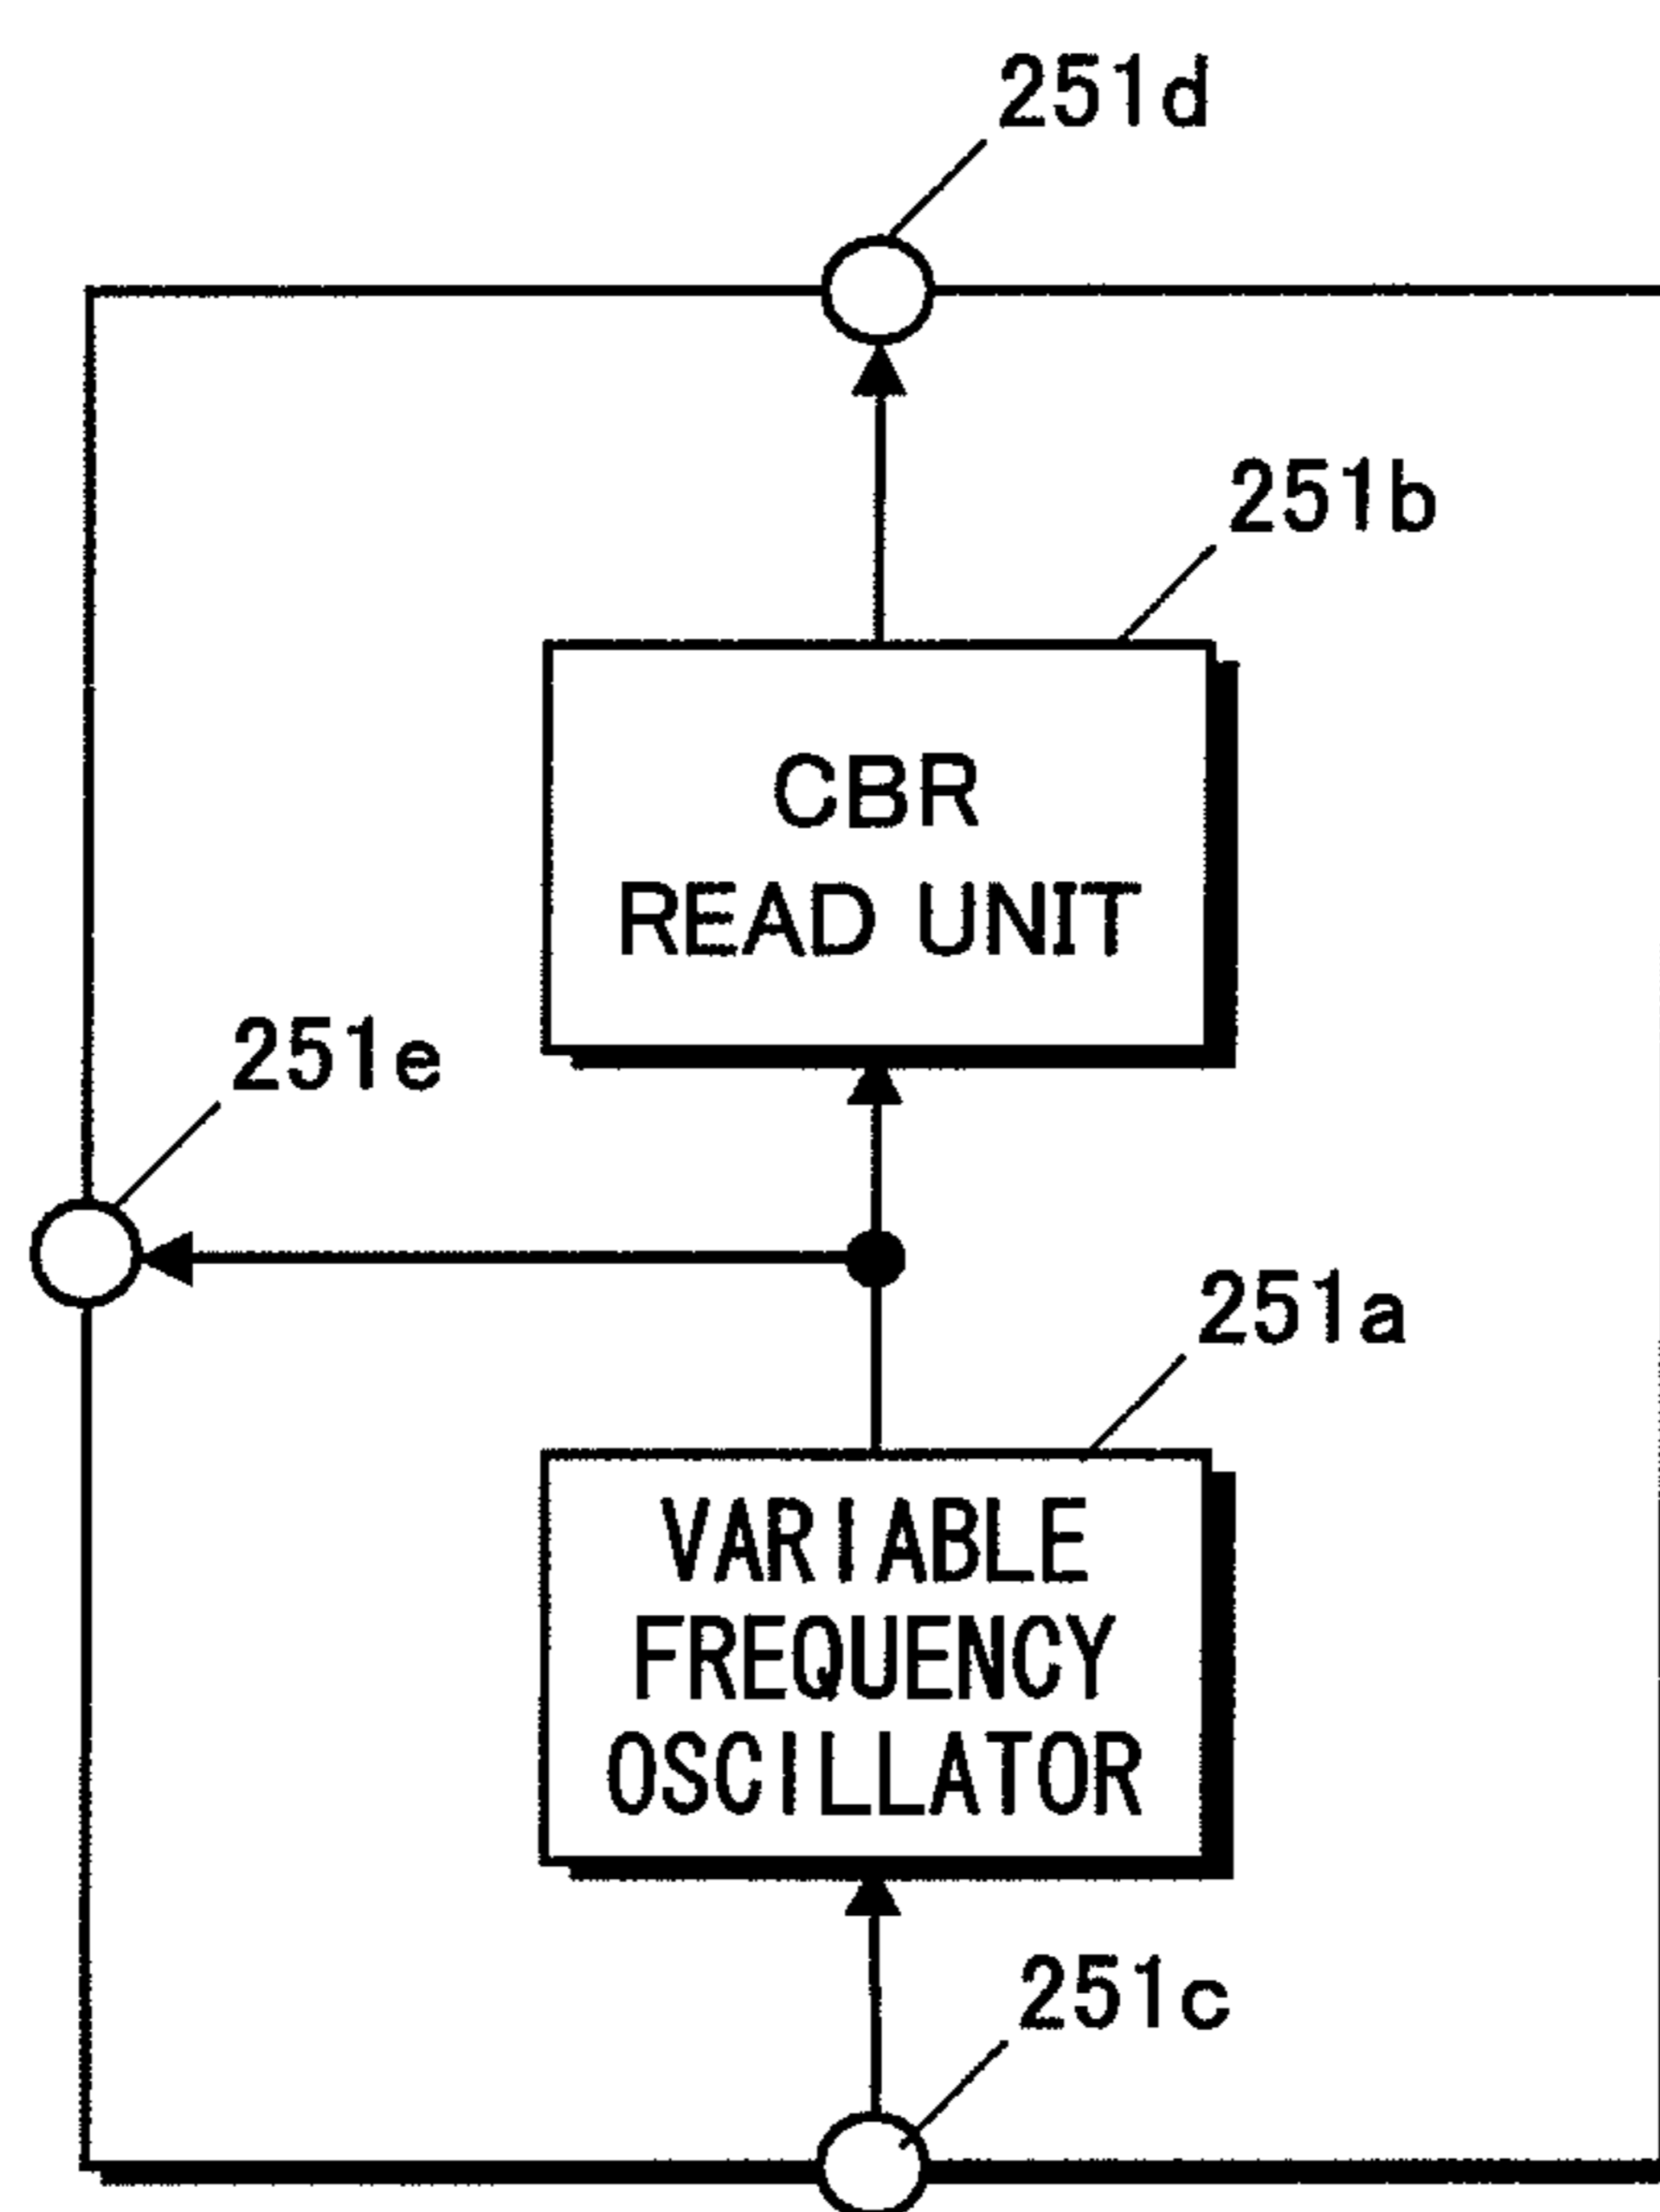 251d
251b
CBR
READ UNIT
251e
251a
VARIABLE
FREQUENCY
OSCILLATOR
251c